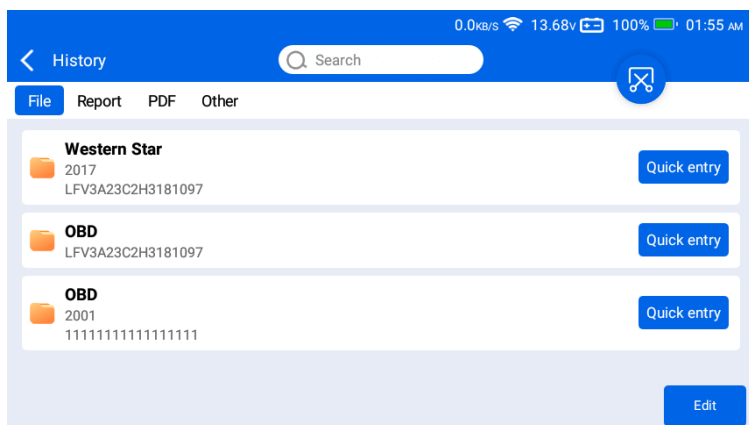 0.0KB/S 13.68V 100% 01:55 AM
History
Search
File Report PDF Other
Western Star
2017
LFV3A23C2H3181097
Quick entry
OBD
LFV3A23C2H3181097
Quick entry
OBD
2001
11111111111111111
Quick entry
Edit